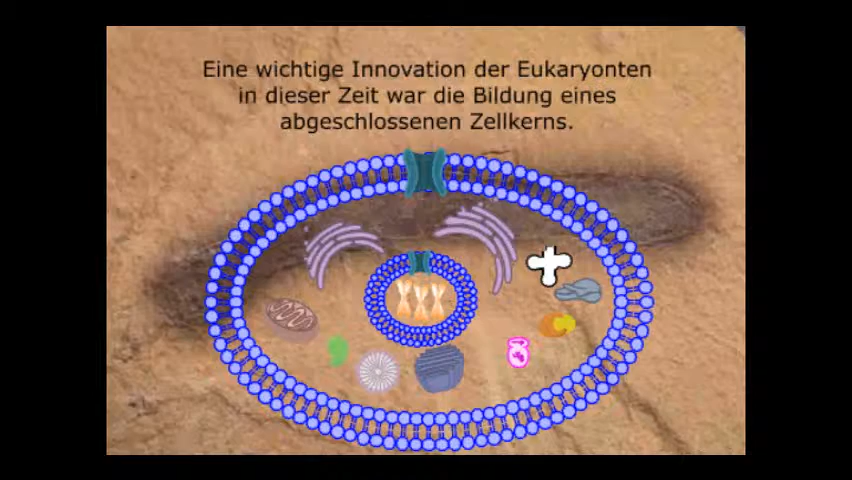 Eine wichtige Innovation der Eukaryonten
in dieser Zeit war die Bildung eines
abgeschlossenen Zellkerns.